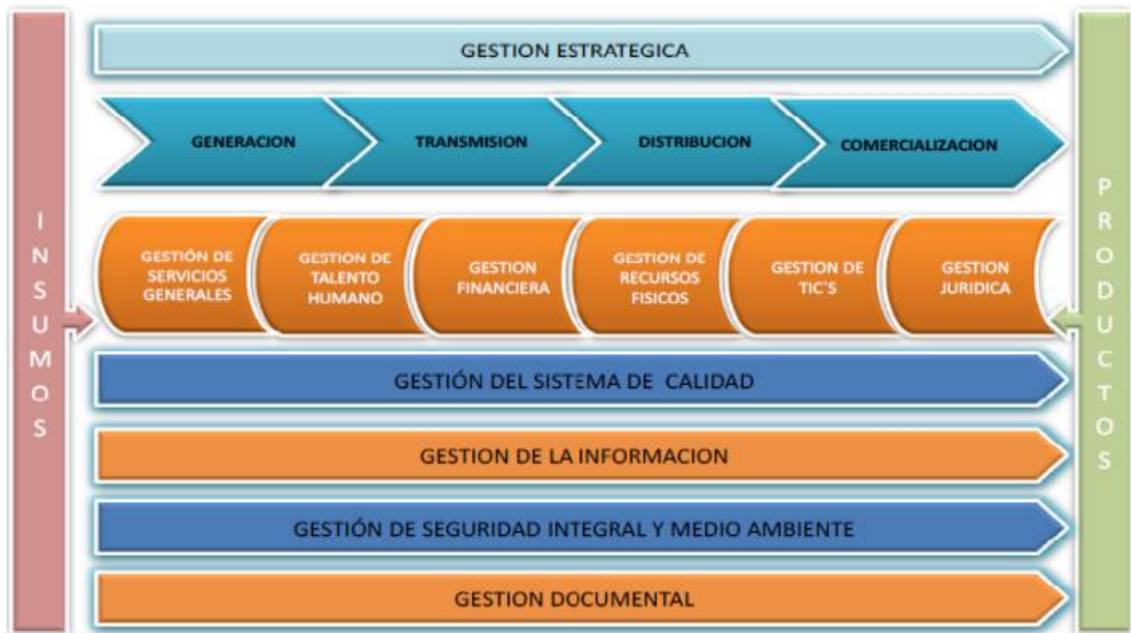 GESTION ESTRATEGICA
GENERACION
TRANSMISION
DISTRIBUCION
COMERCIALIZACION
INSUMOS
GESTIÓN DE
SERVICIOS
GENERALES
GESTION DE
TALENTO
HUMANO
GESTION
FINANCIERA
GESTION DE
RECURSOS
FISICOS
GESTION DE
TIC`S
GESTION
JURIDICA
PRODUCTOS
GESTIÓN DEL SISTEMA DE CALIDAD
GESTION DE LA INFORMACION
GESTIÓN DE SEGURIDAD INTEGRAL Y MEDIO AMBIENTE
GESTION DOCUMENTAL